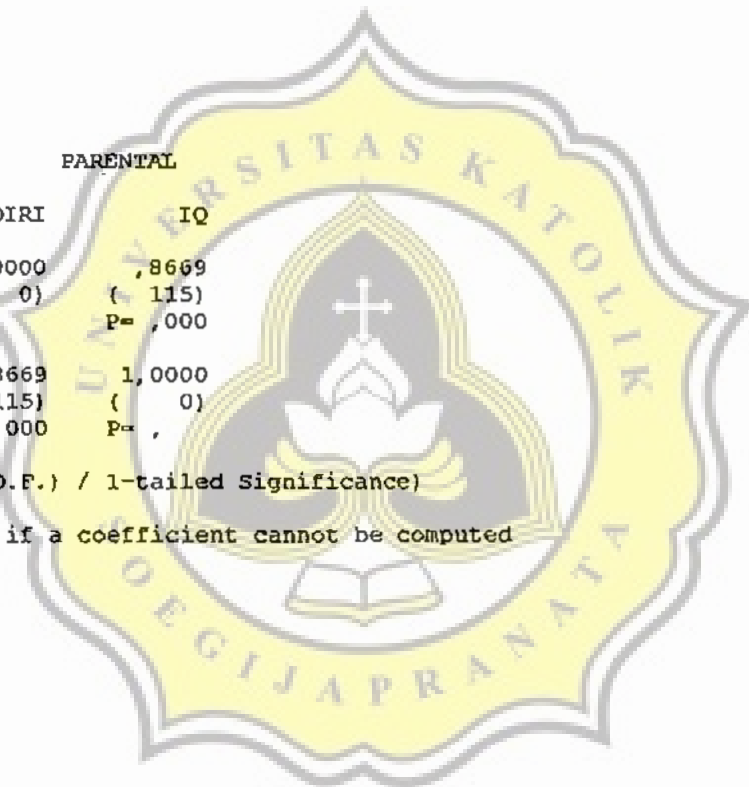 PARENTAL
DIRI IQ
0000 ,8669
0) ( 115)
P= ,000
8669 1,0000
115) ( 0)
000 P= ,
D.F.) / 1-tailed Significance)
if a coefficient cannot be computed
UNIVERSITAS KATOLIK
SOEGIJAPRANATA